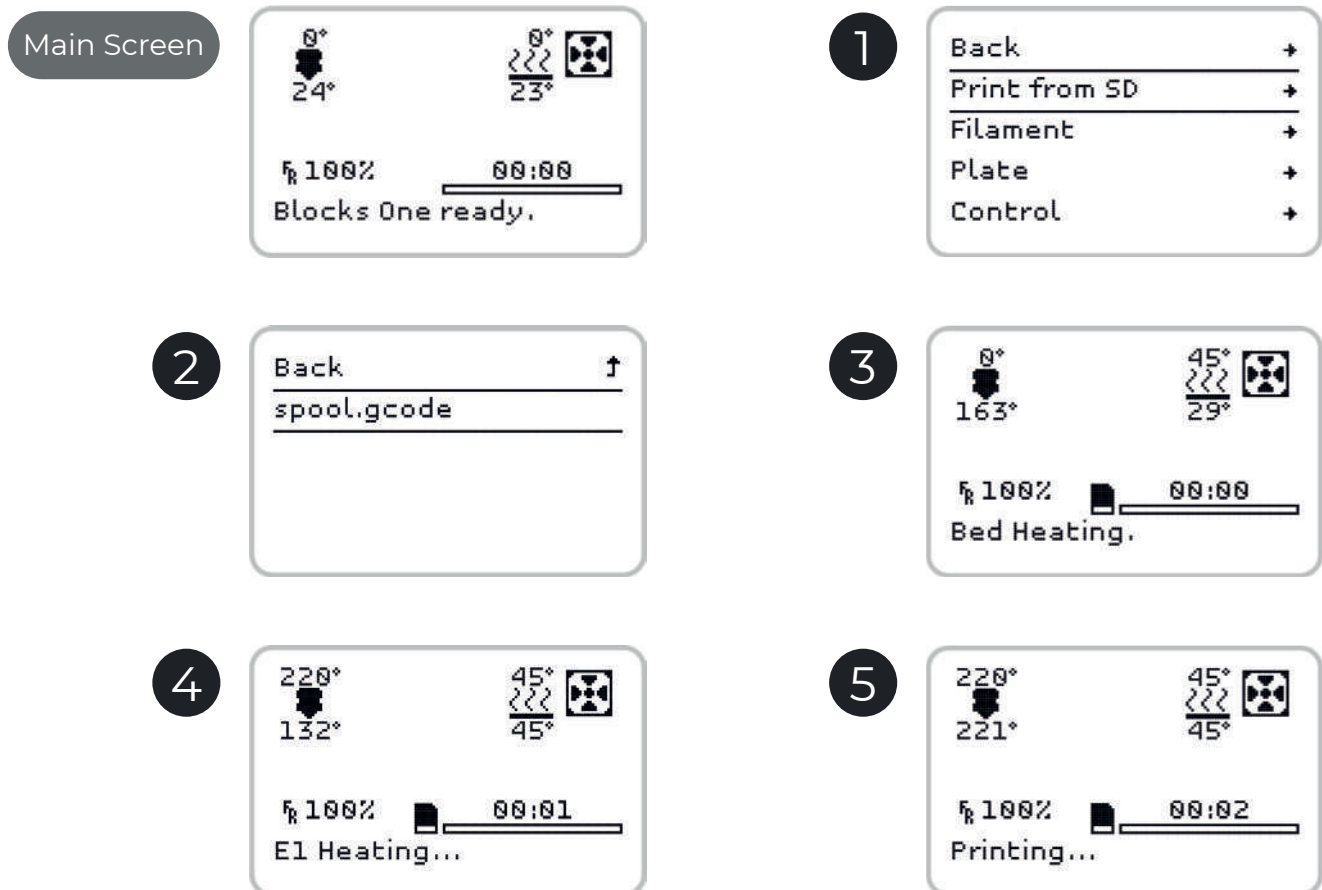 Main Screen
0° 0°
24° 23°
FR 100% 00:00
Blocks One ready.
1
Back
Print from SD
Filament
Plate
Control
2
Back
spool.gcode
3
0° 45°
163° 29°
FR 100% 00:00
Bed Heating.
4
220° 45°
132° 45°
FR 100% 00:01
E1 Heating...
5
220° 45°
221° 45°
FR 100% 00:02
Printing...